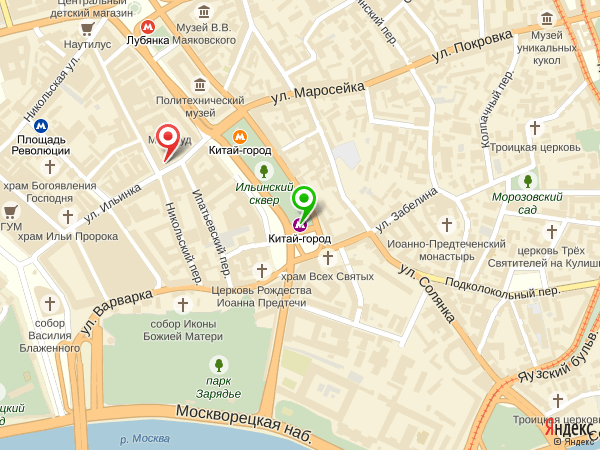 Центральный
детский магазин
Наутилус
Лубянка
Музей В.В.
Маяковского
Музей
уникальных
кукол
ул. Покровка
Никольская ул.
Политехнический
музей
ул. Маросейка
Колпачный пер.
Площадь
Революции
Китай-город
Троицкая церковь
храм Богоявления
Господня
ул. Ильинка
Ильинский
сквер
Морозовский
сад
ул. Забелина
ГУМ
храм Ильи Пророка
Никольский пер.
Ипатьевский пер.
Китай-город
Иоанно-Предтеченский
монастырь
церковь Трёх
Святителей на Кулишках
храм Всех Святых
ул. Солянка
Подколокольный пер.
Церковь Рождества
Иоанна Предтечи
ул. Варварка
собор
Василия
Блаженного
собор Иконы
Божией Матери
Яузский бульв.
парк
Зарядье
Москворецкая наб.
р. Москва
Троицкая церковь
Яндекс
© Яндекс